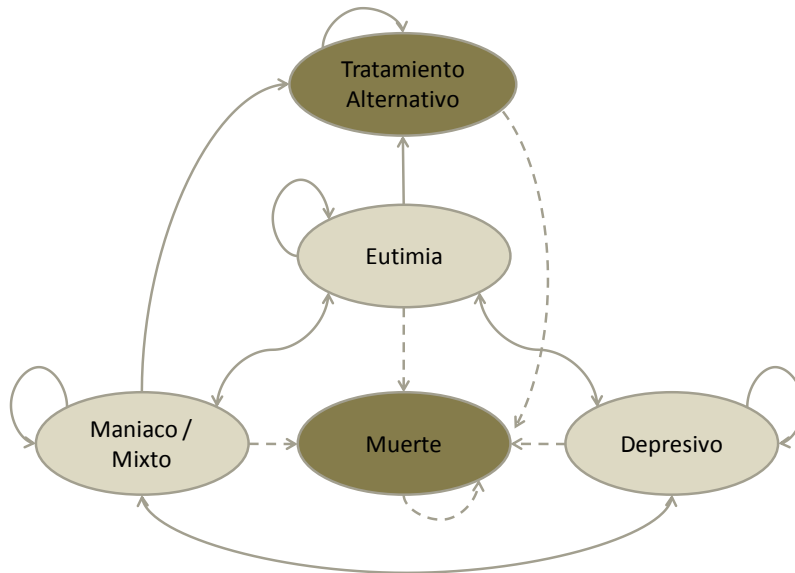 Tratamiento
Alternativo
Eutimia
Maniaco /
Mixto
Muerte
Depresivo